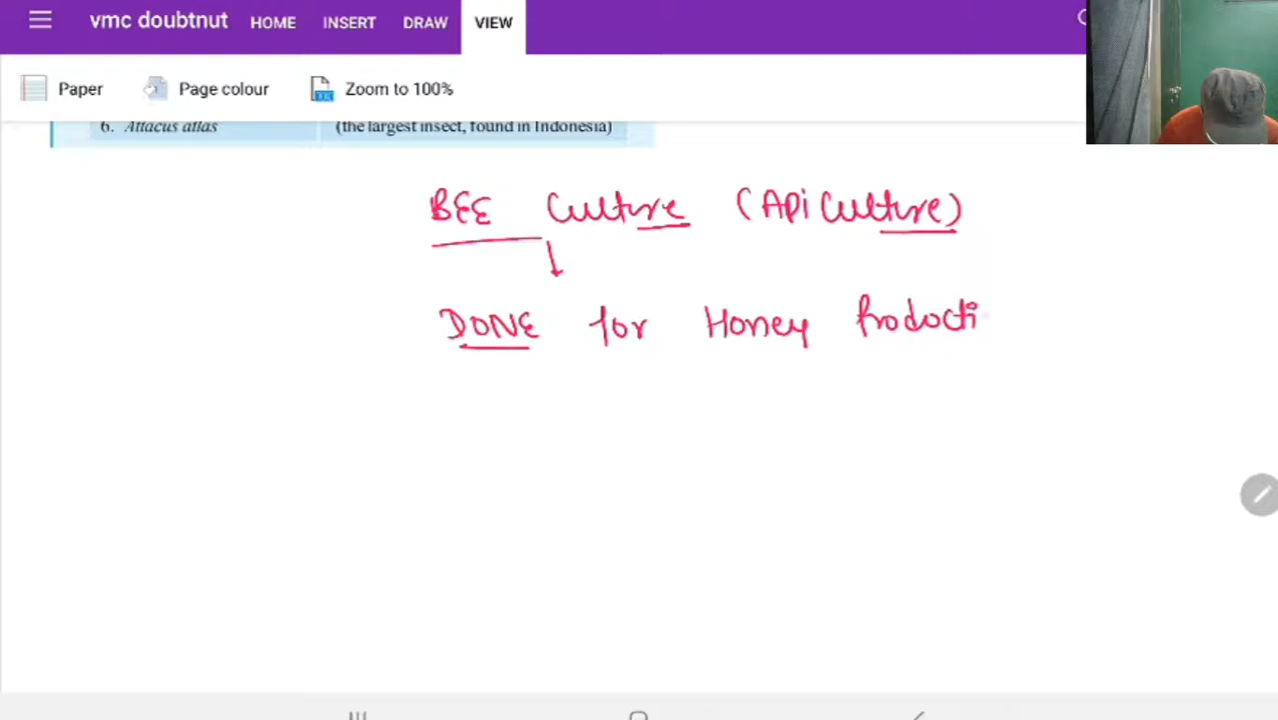 vmc doubtnut HOME INSERT DRAW VIEW
Paper Page colour Zoom to 100%
6. Attacus atlas (the largest insect, found in Indonesia)
BEE Culture (Api Culture)
DONE for Honey Producti